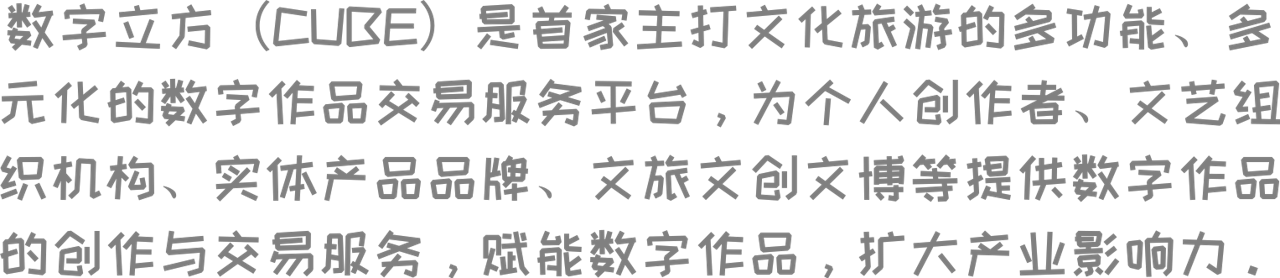 数字立方（CUBE）是首家主打文化旅游的多功能、多
元化的数字作品交易服务平台，为个人创作者、文艺组
织机构、实体产品品牌、文旅文创文博等提供数字作品
的创作与交易服务，赋能数字作品，扩大产业影响力.